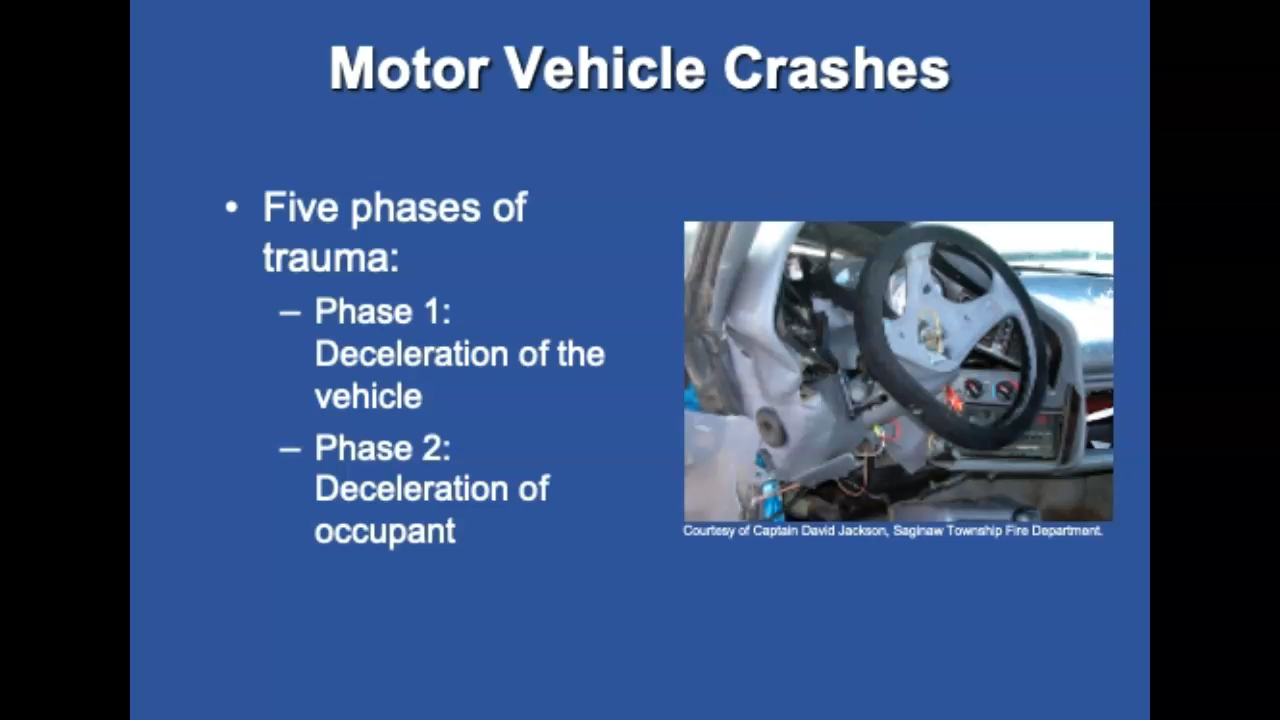 Motor Vehicle Crashes
• Five phases of
trauma:
– Phase 1:
Deceleration of the
vehicle
– Phase 2:
Deceleration of
occupant
Courtesy of Captain David Jackson, Saginaw Township Fire Department.